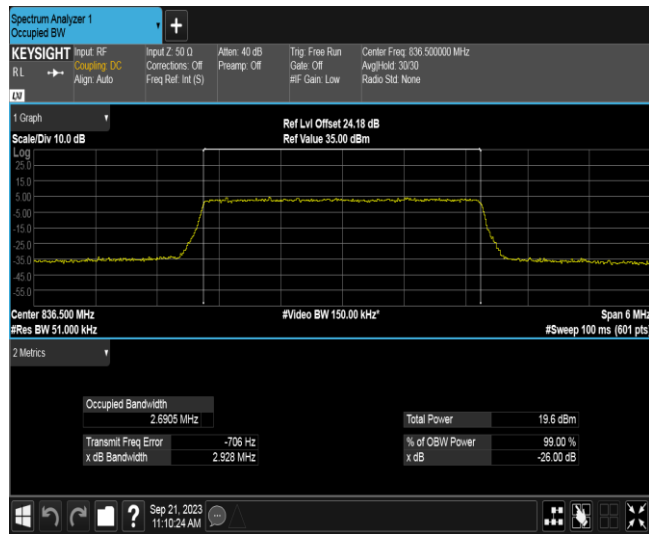 Spectrum Analyzer 1
Occupied BW
+
KEYSIGHT
RL
LXI
Input: RF
Coupling: DC
Align: Auto
Input Z: 50 Ω
Corrections: Off
Freq Ref: Int (S)
Atten: 40 dB
Preamp: Off
Trig: Free Run
Gate: Off
#IF Gain: Low
Center Freq: 836.500000 MHz
Avg|Hold: 30/30
Radio Std: None
1 Graph
Scale/Div 10.0 dB
Ref Lvl Offset 24.18 dB
Ref Value 35.00 dBm
Log
25.0
15.0
5.00
-5.00
-15.0
-25.0
-35.0
-45.0
-55.0
Center 836.500 MHz
#Video BW 150.00 kHz*
Span 6 MHz
#Res BW 51.000 kHz
#Sweep 100 ms (601 pts)
2 Metrics
Occupied Bandwidth
2.6905 MHz
Total Power 19.6 dBm
Transmit Freq Error -706 Hz
% of OBW Power 99.00 %
x dB Bandwidth 2.928 MHz
x dB -26.00 dB
?
Sep 21, 2023
11:10:24 AM